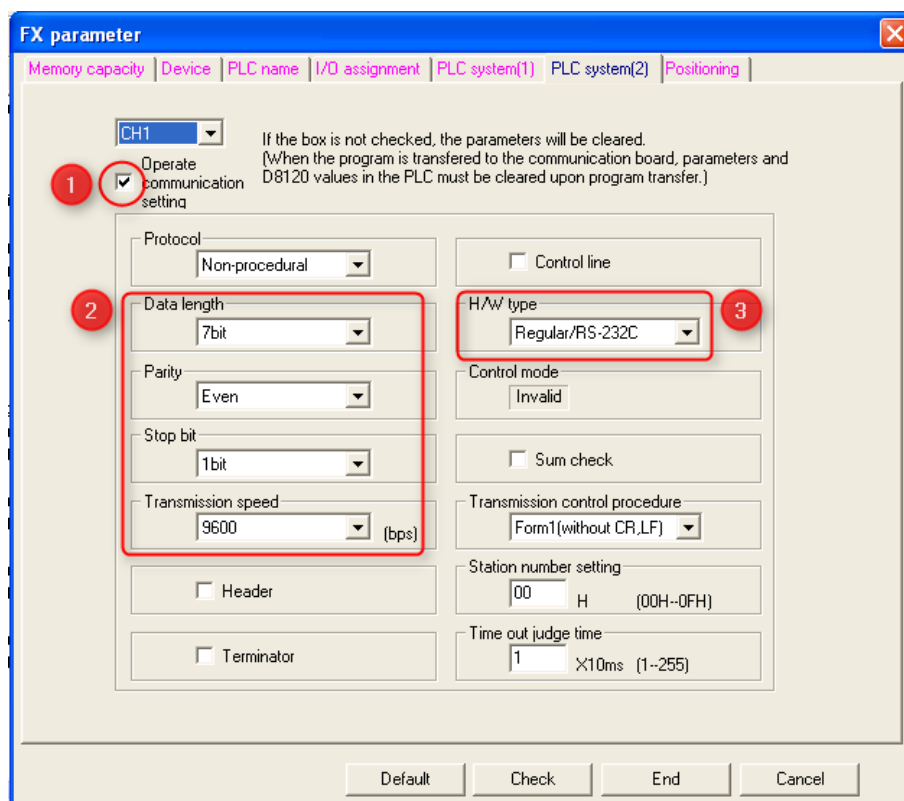 FX parameter
Memory capacity Device PLC name I/O assignment PLC system(1) PLC system(2) Positioning
CH1
If the box is not checked, the parameters will be cleared.
(When the program is transfered to the communication board, parameters and
D8120 values in the PLC must be cleared upon program transfer.)
1
Operate
communication
setting
Protocol
Non-procedural
Control line
2
Data length
7bit
H/W type
Regular/RS-232C
3
Parity
Even
Control mode
Invalid
Stop bit
1bit
Sum check
Transmission speed
9600 (bps)
Transmission control procedure
Form1(without CR,LF)
Header
Station number setting
00 H (00H--0FH)
Terminator
Time out judge time
1 X10ms (1--255)
Default Check End Cancel